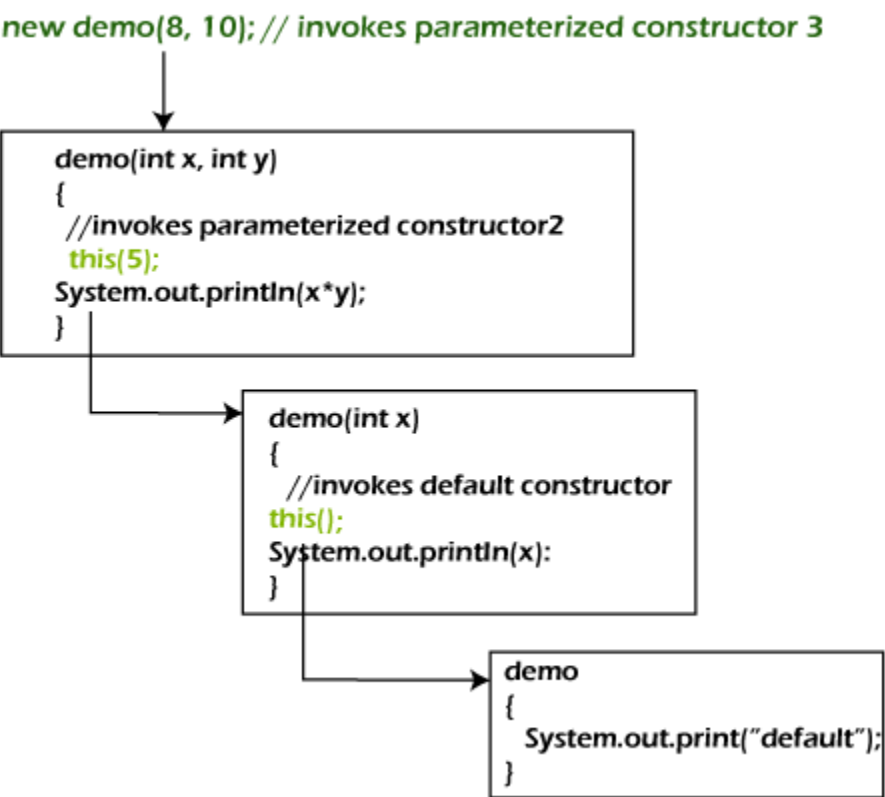 new demo(8, 10); // invokes parameterized constructor 3
demo(int x, int y)
{
//invokes parameterized constructor2
this(5);
System.out.println(x*y);
}
demo(int x)
{
//invokes default constructor
this();
System.out.println(x):
}
demo
{
System.out.print("default");
}